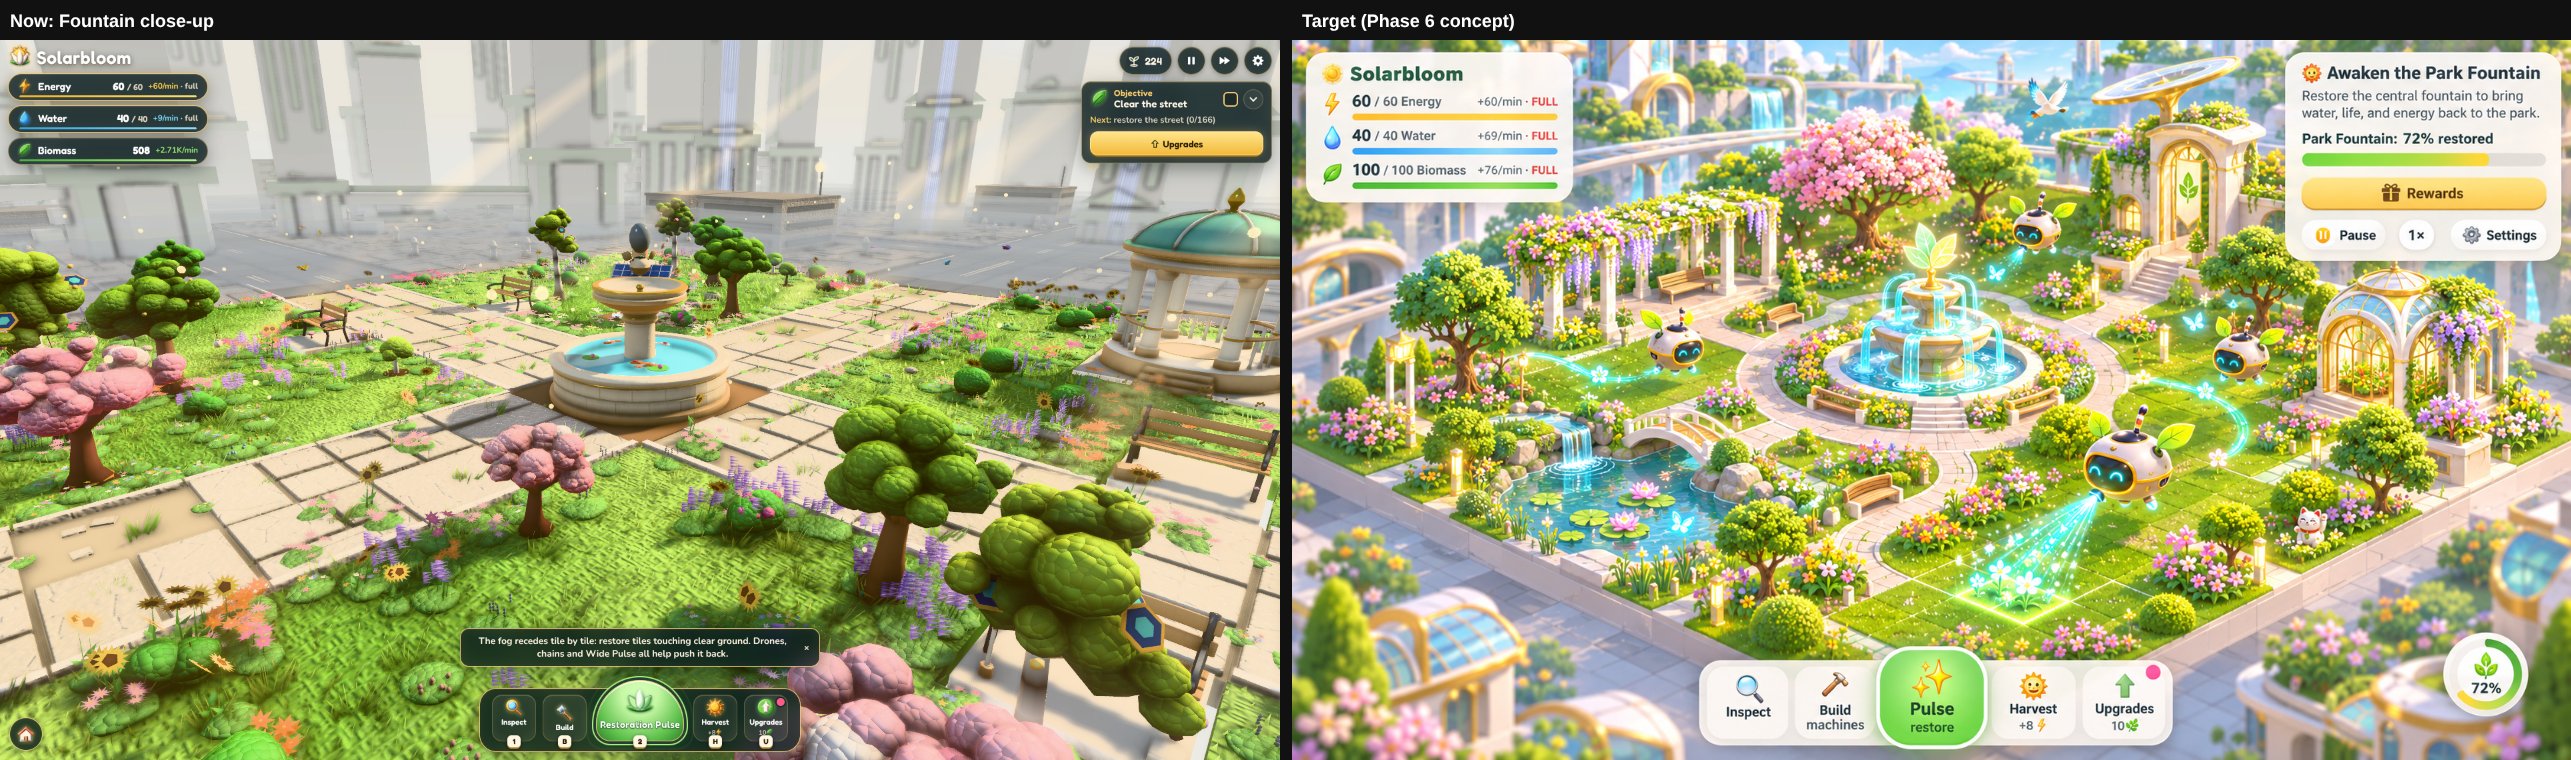 Now: Fountain close-up
Solarbloom
Energy 60 / 60 +60/min · full
Water 40 / 40 +9/min · full
Biomass 508 +2.71K/min
224
Objective
Clear the street
Next: restore the street (0/166)
Upgrades
The fog recedes tile by tile: restore tiles touching clear ground. Drones,
chains and Wide Pulse all help push it back.
×
Inspect
1
Build
B
Restoration Pulse
2
Harvest
+8
H
Upgrades
10
U
Target (Phase 6 concept)
Solarbloom
60 / 60 Energy +60/min · FULL
40 / 40 Water +69/min · FULL
100 / 100 Biomass +76/min · FULL
Awaken the Park Fountain
Restore the central fountain to bring
water, life, and energy back to the park.
Park Fountain: 72% restored
Rewards
Pause 1× Settings
Inspect
Build
machines
Pulse
restore
Harvest
+8
Upgrades
10
72%